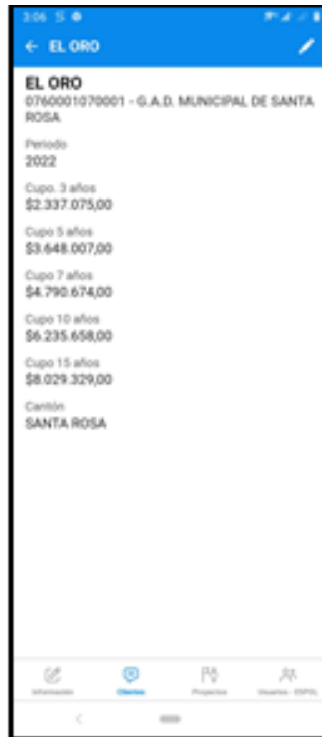 3:06 S
← EL ORO
EL ORO
0760001070001 - G.A.D. MUNICIPAL DE SANTA
ROSA
Periodo
2022
Cupo. 3 años
$2.337.075,00
Cupo 5 años
$3.648.007,00
Cupo 7 años
$4.790.674,00
Cupo 10 años
$6.235.658,00
Cupo 15 años
$8.029.329,00
Cantón
SANTA ROSA
Información Clientes Proyectos Usuarios - ESPOL